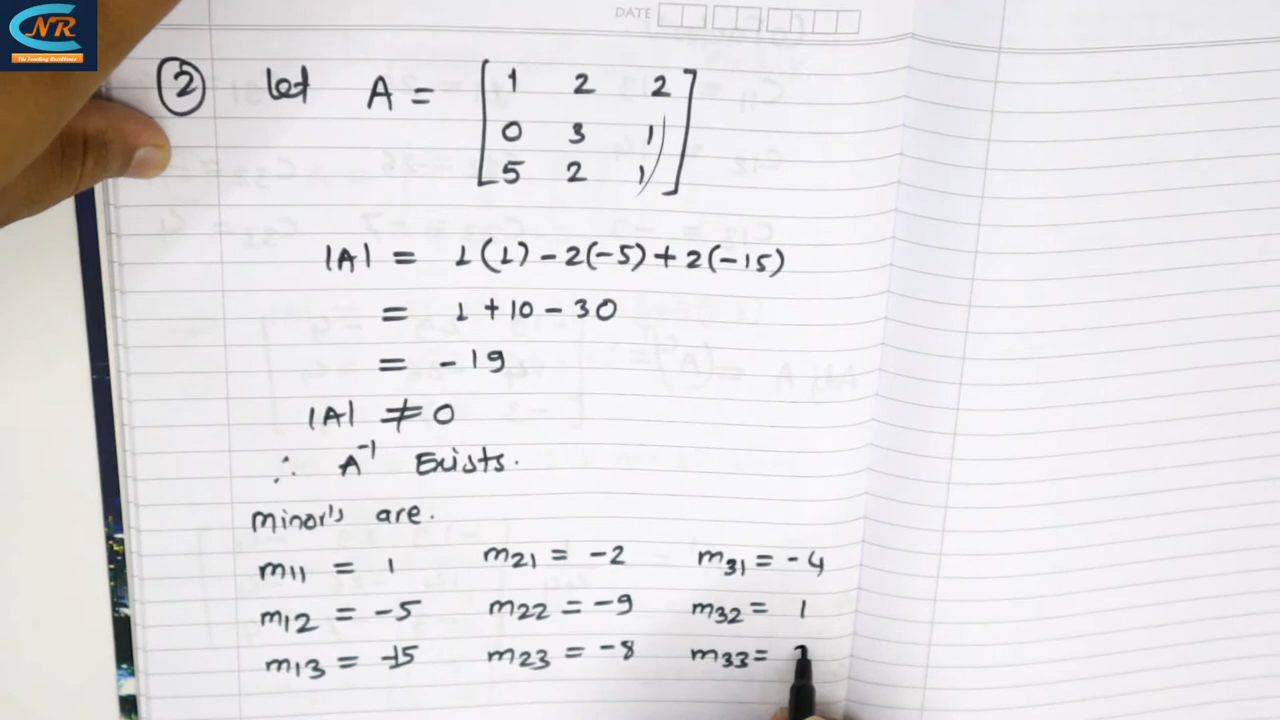 NR
The Teaching Excellence
DATE
② Let A = [ 1 2 2
0 3 1
5 2 1 ]
|A| = 1(1) - 2(-5) + 2(-15)
= 1 + 10 - 30
= -19
|A| ≠ 0
∴ A⁻¹ Exists.
Minor's are.
m11 = 1 m21 = -2 m31 = -4
m12 = -5 m22 = -9 m32 = 1
m13 = -15 m23 = -8 m33 =